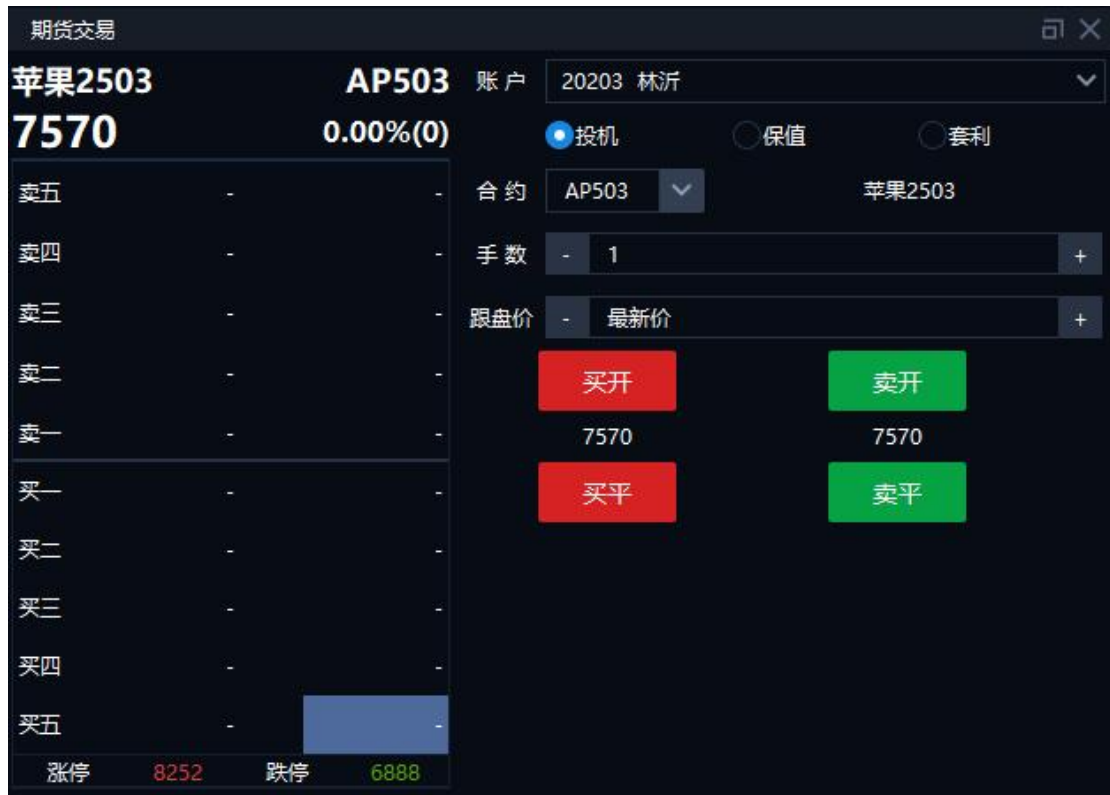 期货交易
苹果2503 AP503
7570 0.00%(0)
卖五 - -
卖四 - -
卖三 - -
卖二 - -
卖一 - -
买一 - -
买二 - -
买三 - -
买四 - -
买五 - -
涨停 8252 跌停 6888
账户 20203 林沂
投机 保值 套利
合约 AP503 苹果2503
手数 - 1 +
跟盘价 - 最新价 +
买开 卖开
7570 7570
买平 卖平